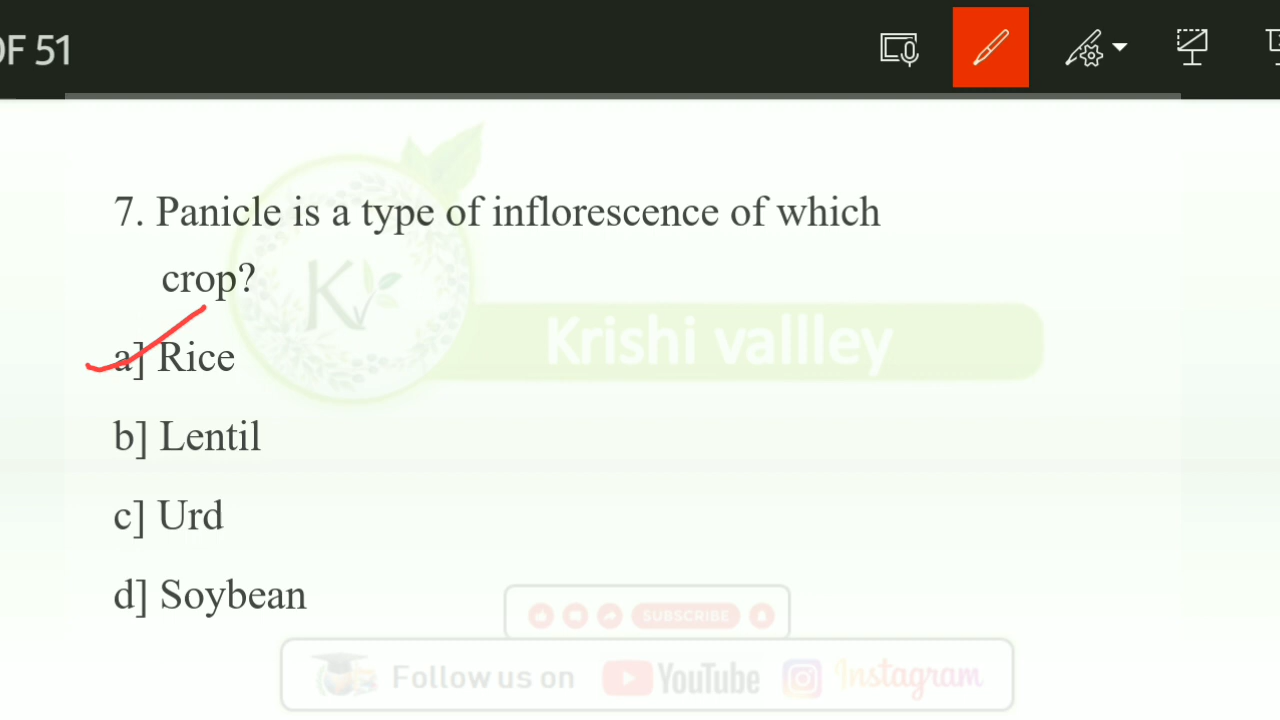 OF 51
7. Panicle is a type of inflorescence of which
crop?
Krishi vallley
a] Rice
b] Lentil
c] Urd
d] Soybean
SUBSCRIBE
Follow us on YouTube Instagram